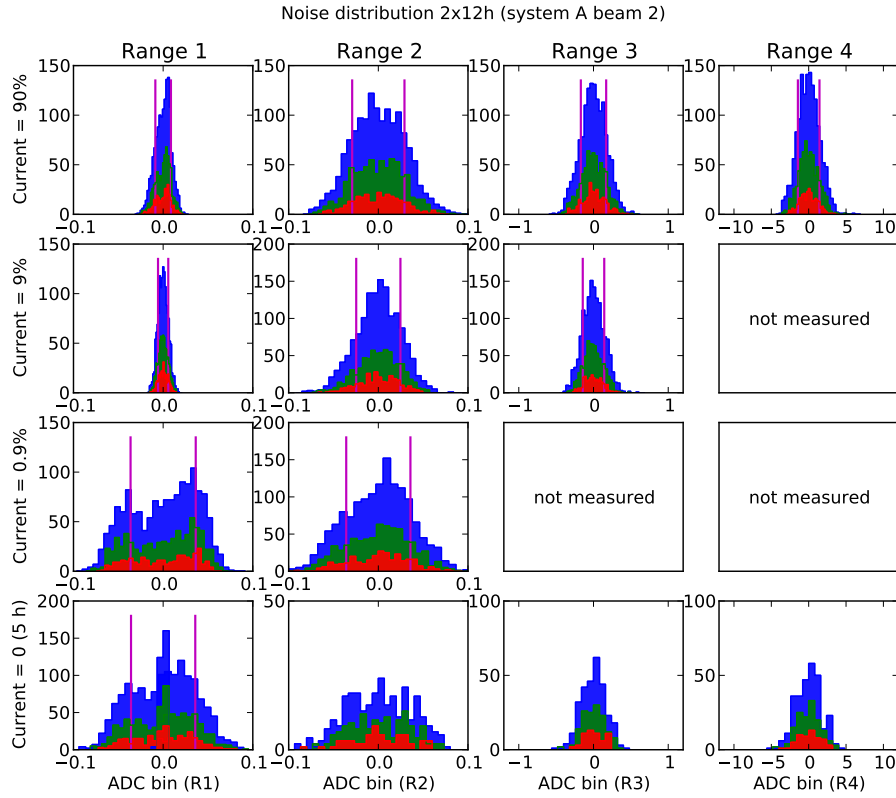 Noise distribution 2x12h (system A beam 2)
Range 1 Range 2 Range 3 Range 4
Current = 90%
150 150 150 150
100 100 100 100
50 50 50 50
0 0 0 0
−0.1 0.0 0.1 −0.1 0.0 0.1 −1 0 1 −10 −5 0 5 10
Current = 9%
150 200 200
100 150 150
50 100 100
0 50 50
0 0
−0.1 0.0 0.1 −0.1 0.0 0.1 −1 0 1
not measured
Current = 0.9%
150 200
100 150
50 100
0 50
0
−0.1 0.0 0.1 −0.1 0.0 0.1
not measured not measured
Current = 0 (5 h)
200 50 100 100
150
100 50 50
50
0 0 0 0
−0.1 0.0 0.1 −0.1 0.0 0.1 −1 0 1 −10 −5 0 5 10
ADC bin (R1) ADC bin (R2) ADC bin (R3) ADC bin (R4)